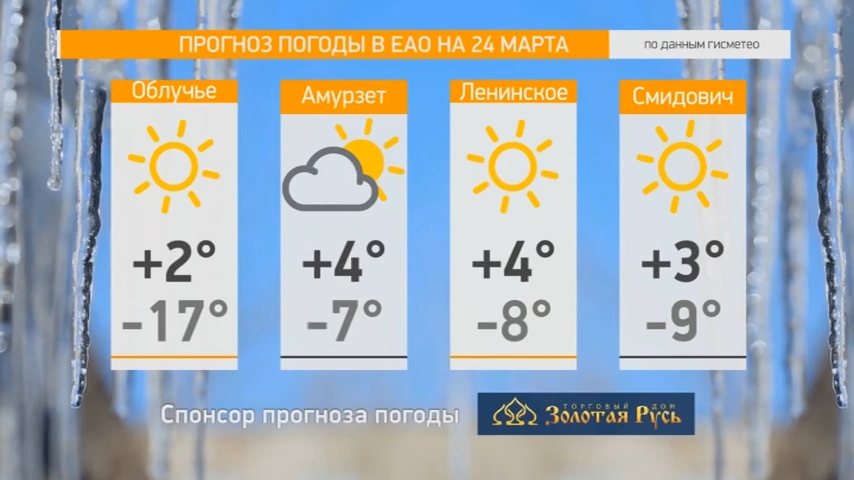 ПРОГНОЗ ПОГОДЫ В ЕАО НА 24 МАРТА
по данным гисметео
Облучье
Амурзет
Ленинское
Смидович
+2°
+4°
+4°
+3°
-17°
-7°
-8°
-9°
Спонсор прогноза погоды
ТОРГОВЫЙ ДОМ
Золотая Русь